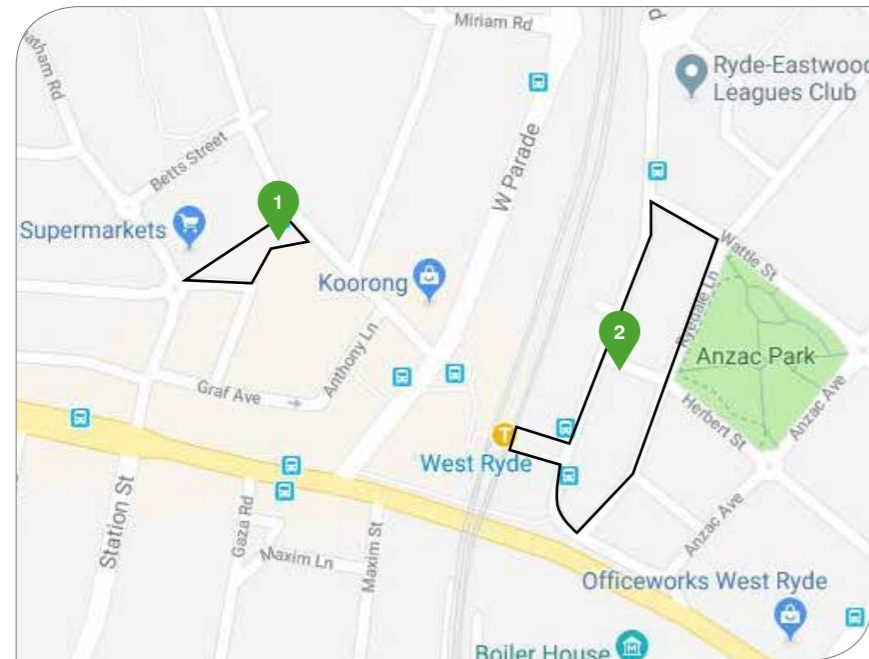 Miriam Rd
Ryde-Eastwood
Leagues Club
Betts Street
W Parade
1
Supermarkets
Koorong
Wattle St
Ryedale Ln
2
Anzac Park
Anthony Ln
Graf Ave
Herbert St
Anzac Ave
T
West Ryde
Station St
Gaza Rd
Maxim Ln
Maxim St
Anzac Ave
Officeworks West Ryde
Boiler House